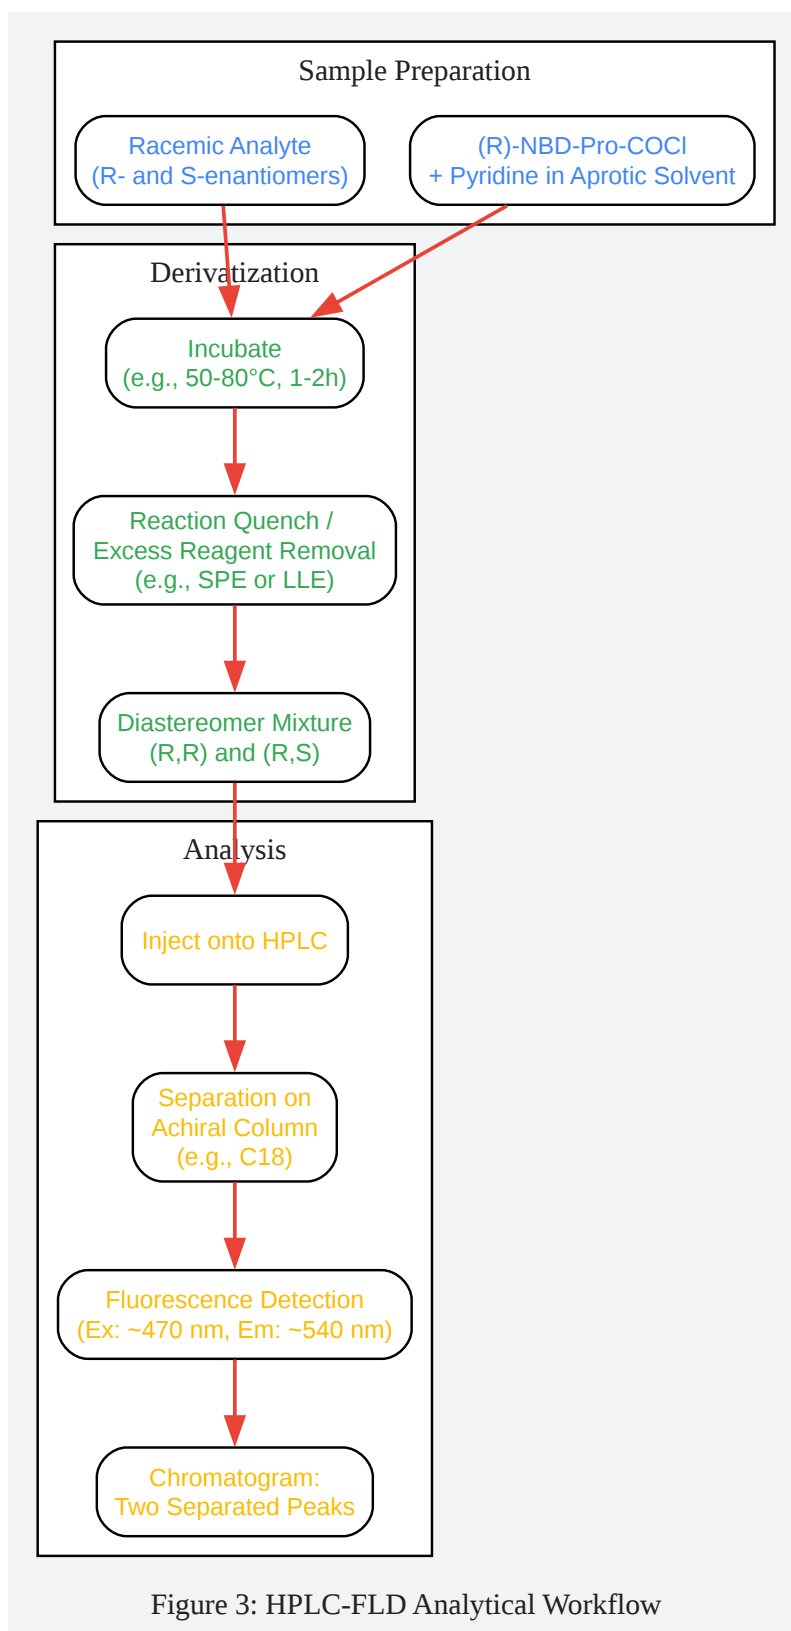 Sample Preparation
Racemic Analyte
(R- and S-enantiomers)
(R)-NBD-Pro-COCl
+ Pyridine in Aprotic Solvent
Derivatization
Incubate
(e.g., 50-80°C, 1-2h)
Reaction Quench /
Excess Reagent Removal
(e.g., SPE or LLE)
Diastereomer Mixture
(R,R) and (R,S)
Analysis
Inject onto HPLC
Separation on
Achiral Column
(e.g., C18)
Fluorescence Detection
(Ex: ~470 nm, Em: ~540 nm)
Chromatogram:
Two Separated Peaks
Figure 3: HPLC-FLD Analytical Workflow